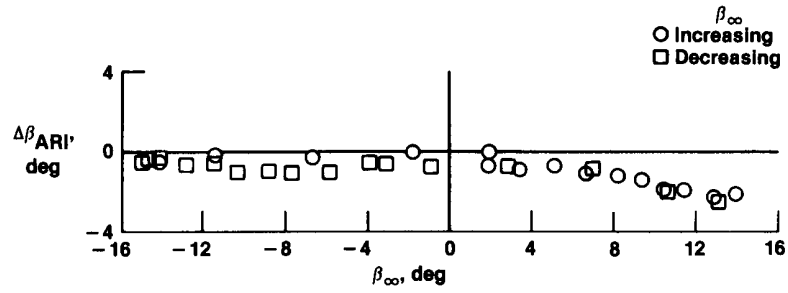 β∞
Increasing
Decreasing
4
ΔβARI,
deg
0
−4
−16 −12 −8 −4 0 4 8 12 16
β∞, deg